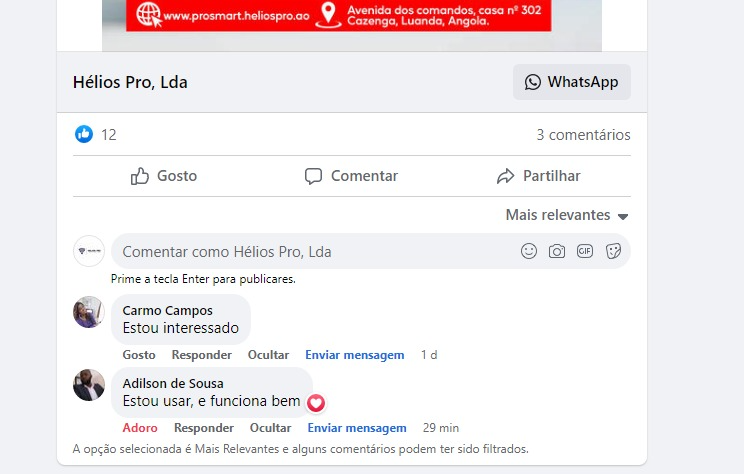 www.prosmart.heliospro.ao
Avenida dos comandos, casa nº 302
Cazenga, Luanda, Angola.
Hélios Pro, Lda
WhatsApp
12
3 comentários
Gosto
Comentar
Partilhar
Mais relevantes
Comentar como Hélios Pro, Lda
GIF
Prime a tecla Enter para publicares.
Carmo Campos
Estou interessado
Gosto Responder Ocultar Enviar mensagem 1 d
Adilson de Sousa
Estou usar, e funciona bem
Adoro Responder Ocultar Enviar mensagem 29 min
A opção selecionada é Mais Relevantes e alguns comentários podem ter sido filtrados.